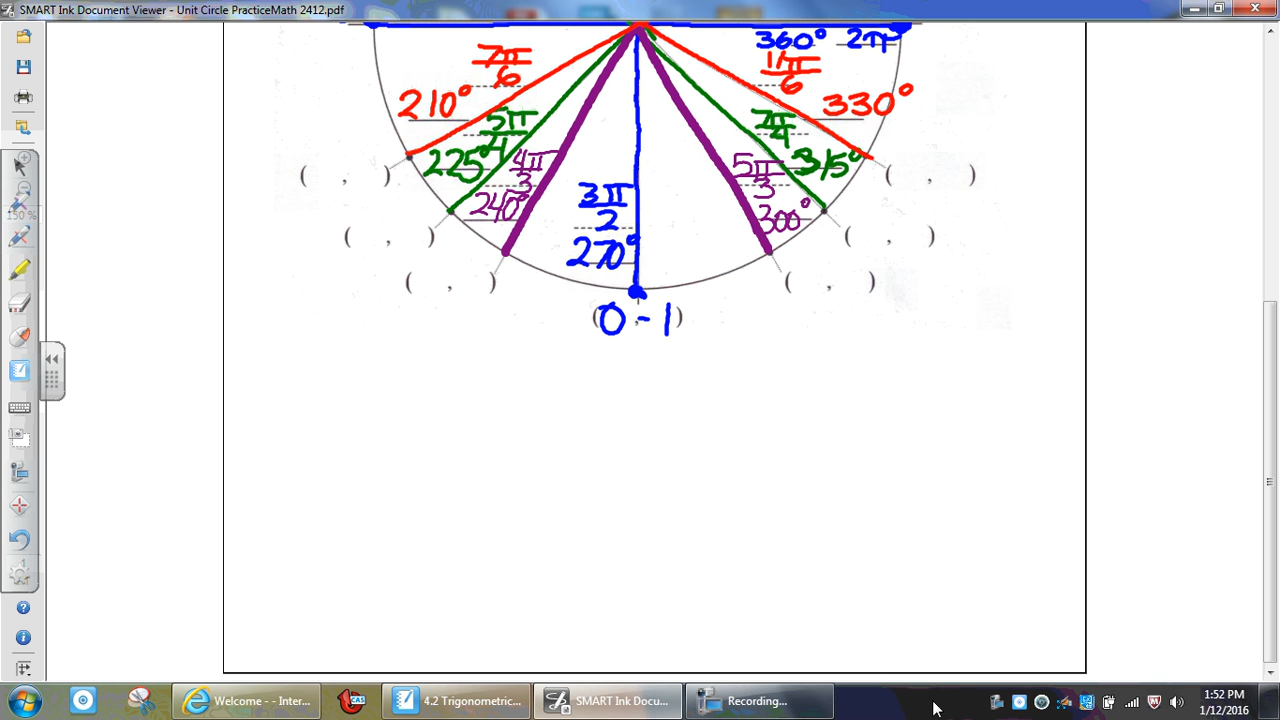 SMART Ink Document Viewer - Unit Circle PracticeMath 2412.pdf
360° 2π
7π/6
11π/6
210°
330°
5π/4
7π/4
225°
315°
4π/3
5π/3
( , )
( , )
240°
300°
3π/2
150 %
( , )
( , )
270°
( , )
( , )
(0, -1)
Welcome - - Inter...
CAS
4.2 Trigonometric...
SMART Ink Docu...
Recording...
1:52 PM
1/12/2016